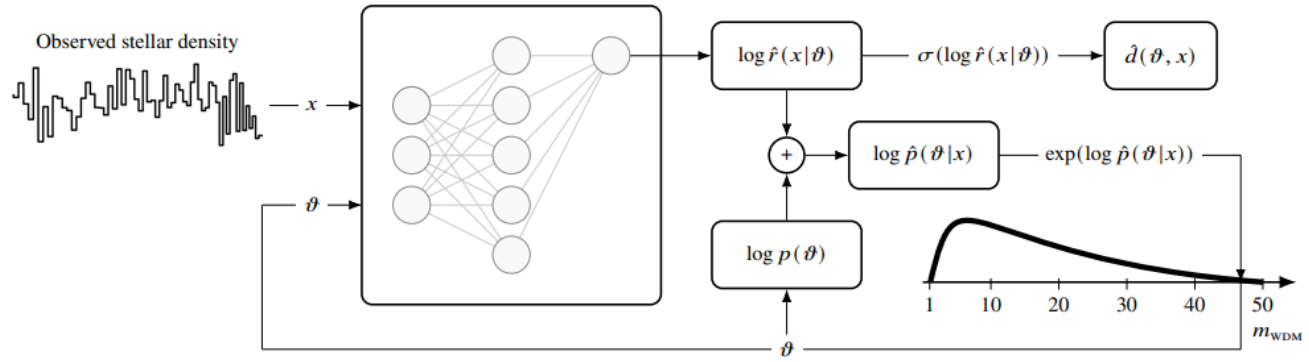 Observed stellar density
x
ϑ
log r̂(x|ϑ)
σ(log r̂(x|ϑ))
d̂(ϑ, x)
+
log p̂(ϑ|x)
exp(log p̂(ϑ|x))
log p(ϑ)
1 10 20 30 40 50
m_WDM
ϑ